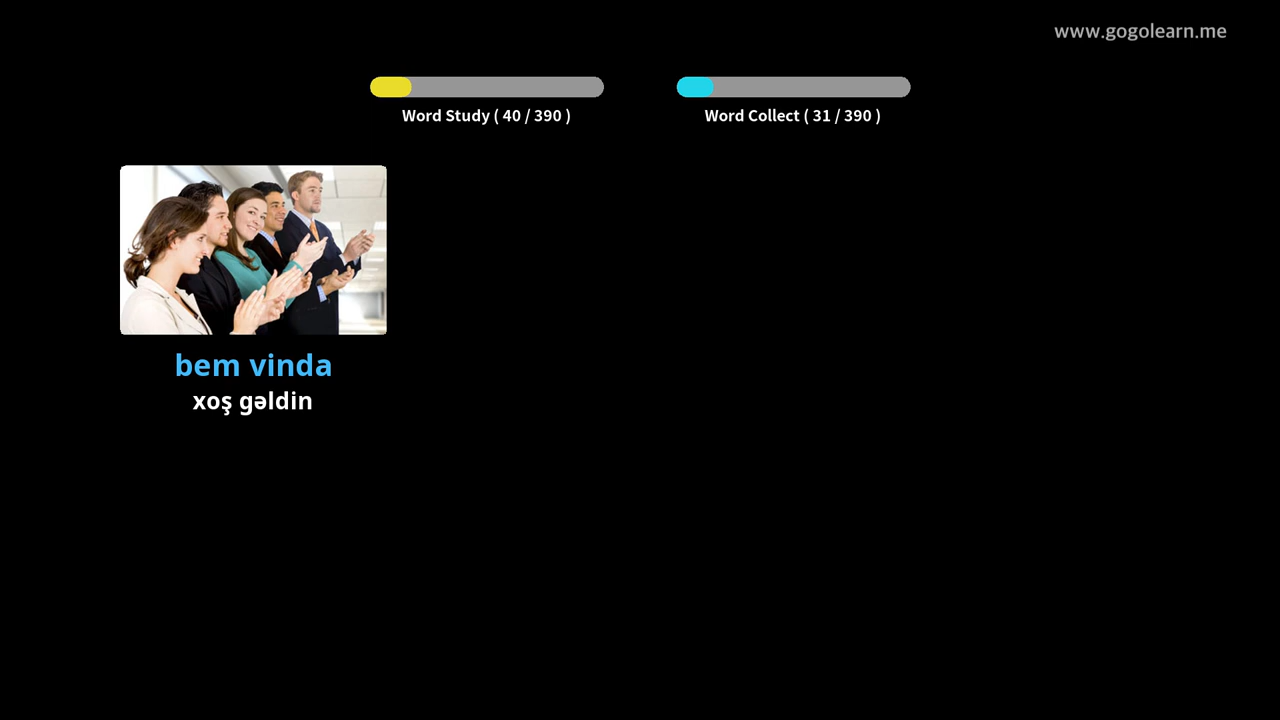 www.gogolearn.me
Word Study ( 40 / 390 )
Word Collect ( 31 / 390 )
bem vinda
xoş gəldin